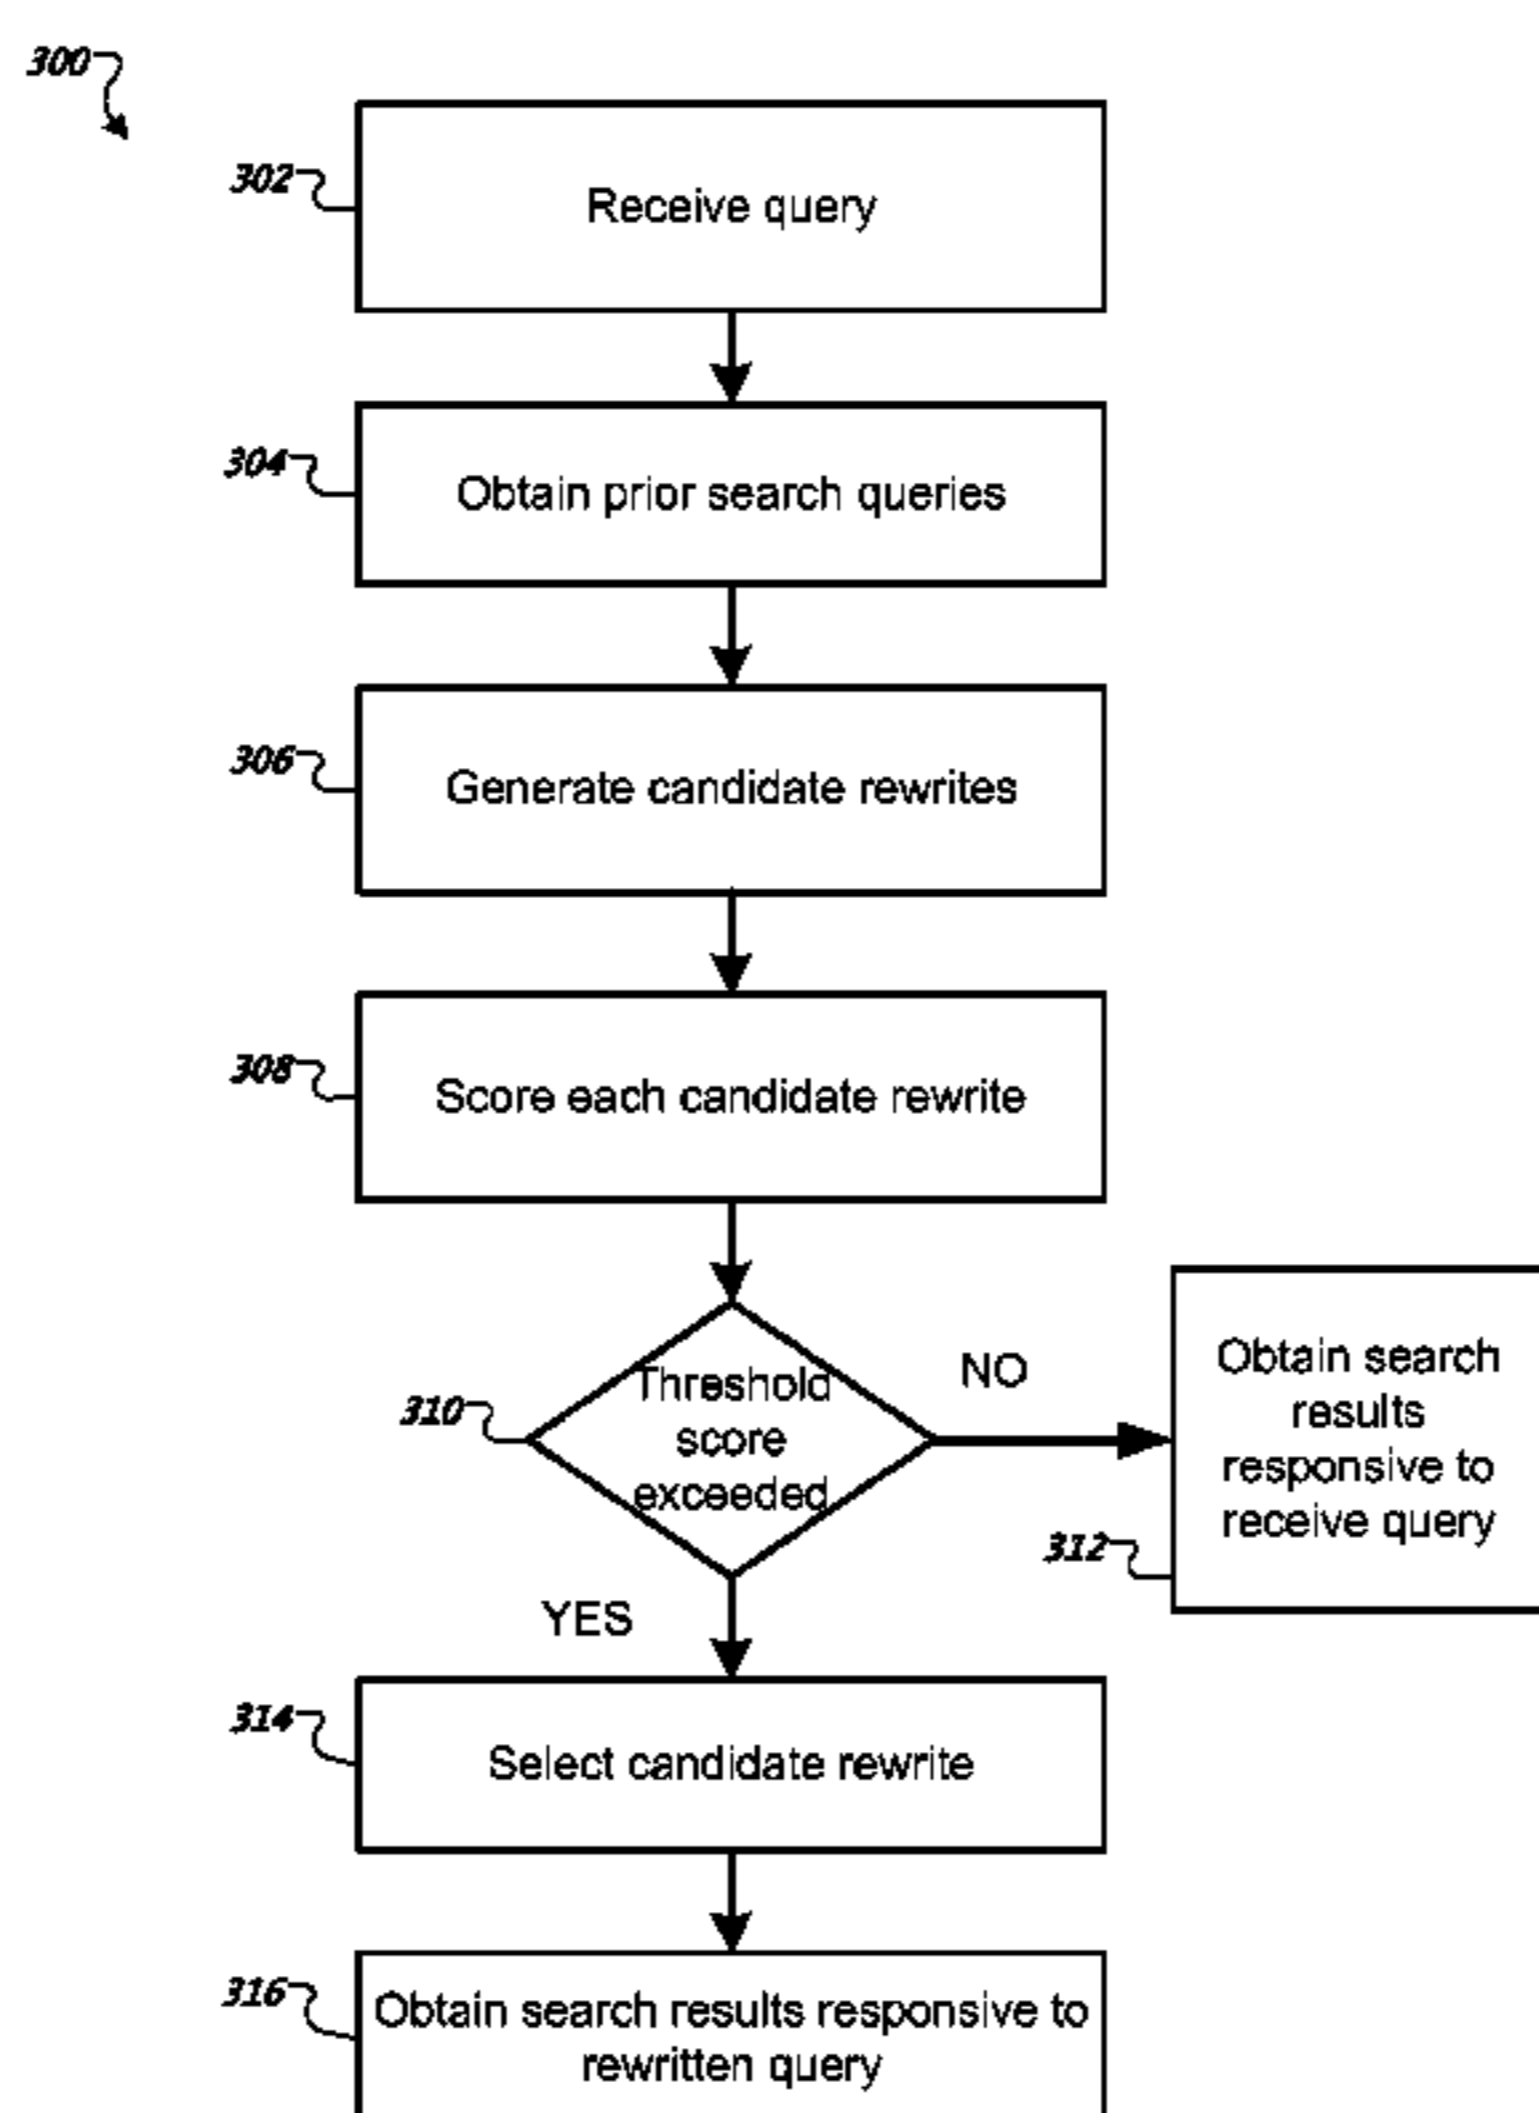 300
302
Receive query
304
Obtain prior search queries
306
Generate candidate rewrites
308
Score each candidate rewrite
310
Threshold
score
exceeded
NO
Obtain search
results
responsive to
receive query
312
YES
314
Select candidate rewrite
316
Obtain search results responsive to
rewritten query